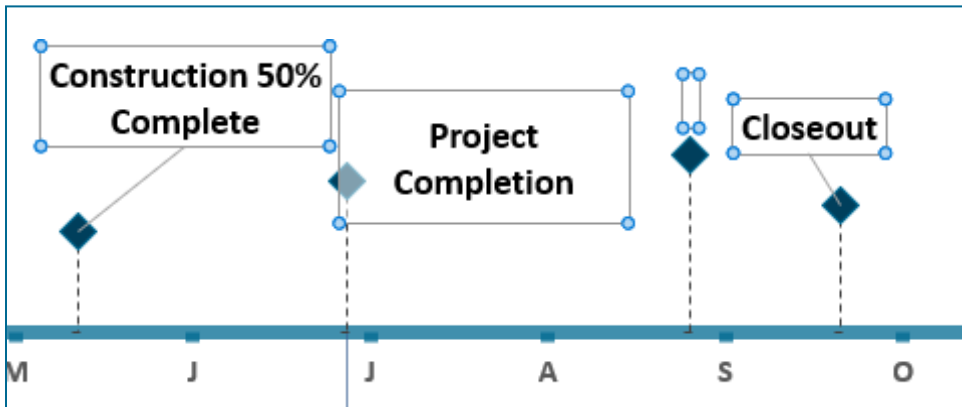 Construction 50%
Complete
Project
Completion
Closeout
M J J A S O